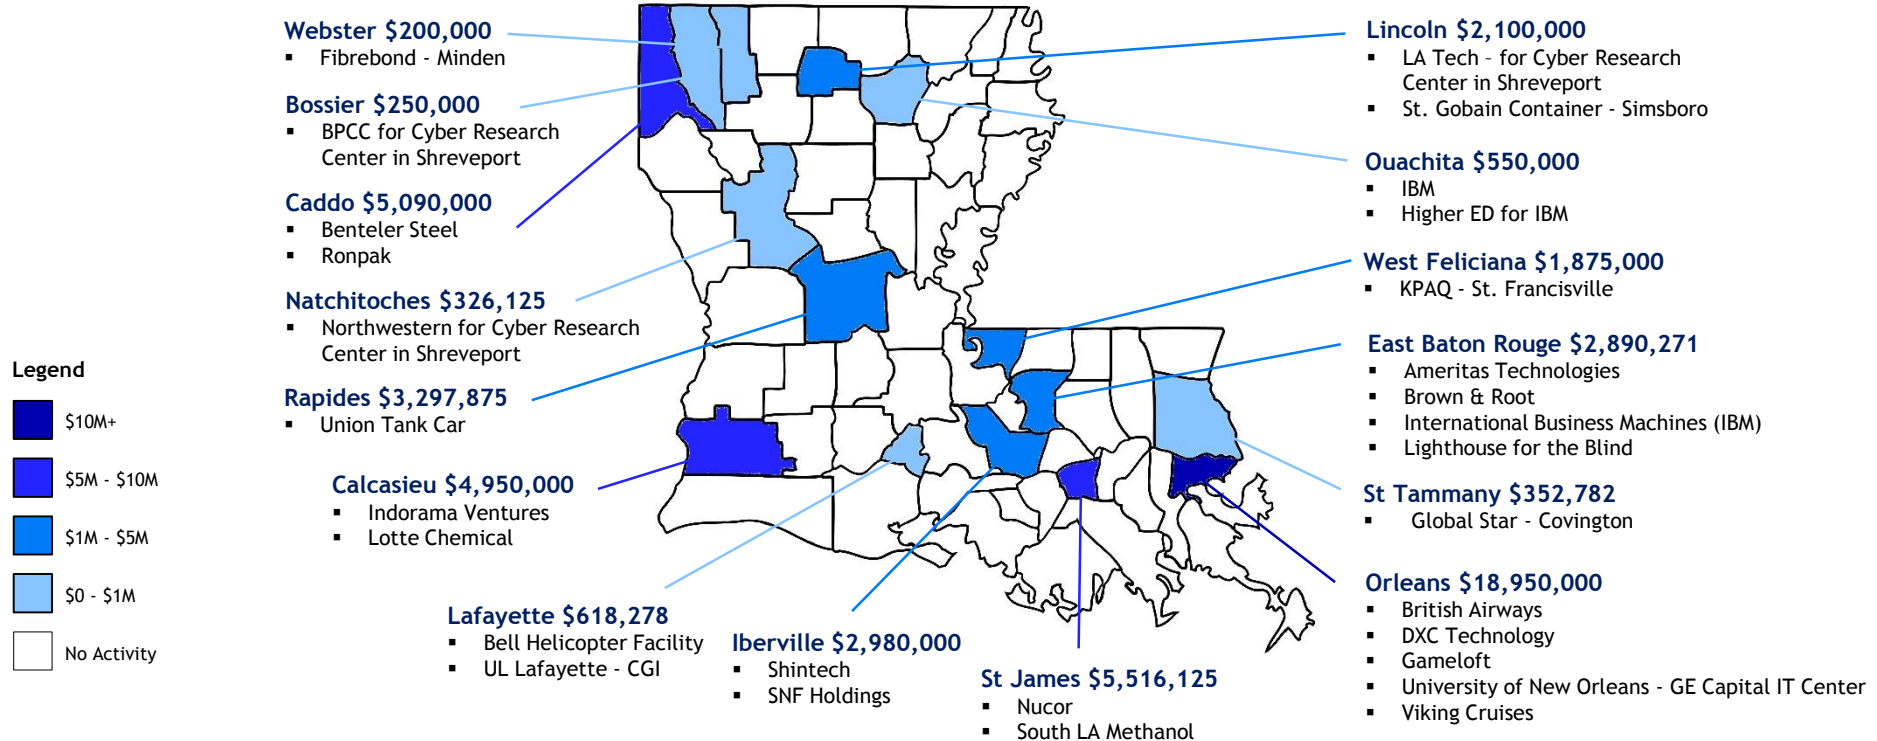 Webster $200,000
▪ Fibrebond - Minden
Bossier $250,000
▪ BPCC for Cyber Research
Center in Shreveport
Caddo $5,090,000
▪ Benteler Steel
▪ Ronpak
Natchitoches $326,125
▪ Northwestern for Cyber Research
Center in Shreveport
Rapides $3,297,875
▪ Union Tank Car
Calcasieu $4,950,000
▪ Indorama Ventures
▪ Lotte Chemical
Legend
$10M+
$5M - $10M
$1M - $5M
$0 - $1M
No Activity
Lafayette $618,278
▪ Bell Helicopter Facility
▪ UL Lafayette - CGI
Iberville $2,980,000
▪ Shintech
▪ SNF Holdings
St James $5,516,125
▪ Nucor
▪ South LA Methanol
Lincoln $2,100,000
▪ LA Tech – for Cyber Research
Center in Shreveport
▪ St. Gobain Container - Simsboro
Ouachita $550,000
▪ IBM
▪ Higher ED for IBM
West Feliciana $1,875,000
▪ KPAQ - St. Francisville
East Baton Rouge $2,890,271
▪ Ameritas Technologies
▪ Brown & Root
▪ International Business Machines (IBM)
▪ Lighthouse for the Blind
St Tammany $352,782
▪ Global Star - Covington
Orleans $18,950,000
▪ British Airways
▪ DXC Technology
▪ Gameloft
▪ University of New Orleans - GE Capital IT Center
▪ Viking Cruises